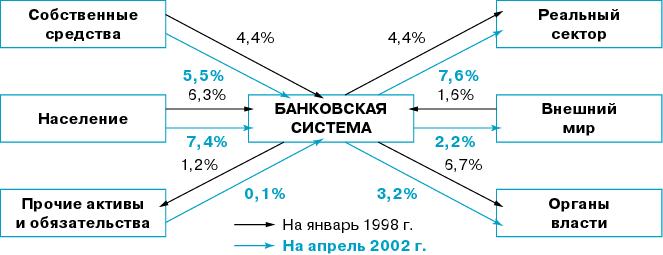 Собственные
средства
4,4%
4,4%
Реальный
сектор
5,5%
7,6%
6,3%
1,6%
Население
БАНКОВСКАЯ
СИСТЕМА
Внешний
мир
7,4%
2,2%
1,2%
6,7%
Прочие активы
и обязательства
0,1%
3,2%
Органы
власти
На январь 1998 г.
На апрель 2002 г.